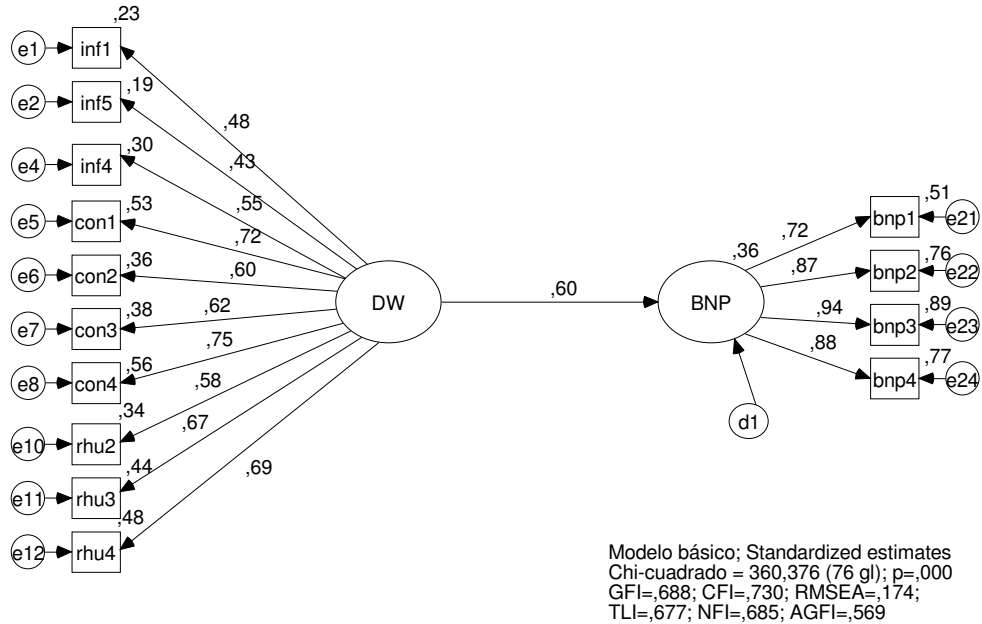 ,23
e1 inf1
,19
e2 inf5
,48
,43
,30
e4 inf4
,55
,53
e5 con1
,72
,36
e6 con2
,60
,38
e7 con3
,62
,75
,56
e8 con4
,58
,34
e10 rhu2
,67
,44
e11 rhu3
,69
,48
e12 rhu4
DW
,60
BNP
,36
d1
,72
,51
bnp1 e21
,87
,76
bnp2 e22
,94
,89
bnp3 e23
,88
,77
bnp4 e24
Modelo básico; Standardized estimates
Chi-cuadrado = 360,376 (76 gl); p=,000
GFI=,688; CFI=,730; RMSEA=,174;
TLI=,677; NFI=,685; AGFI=,569